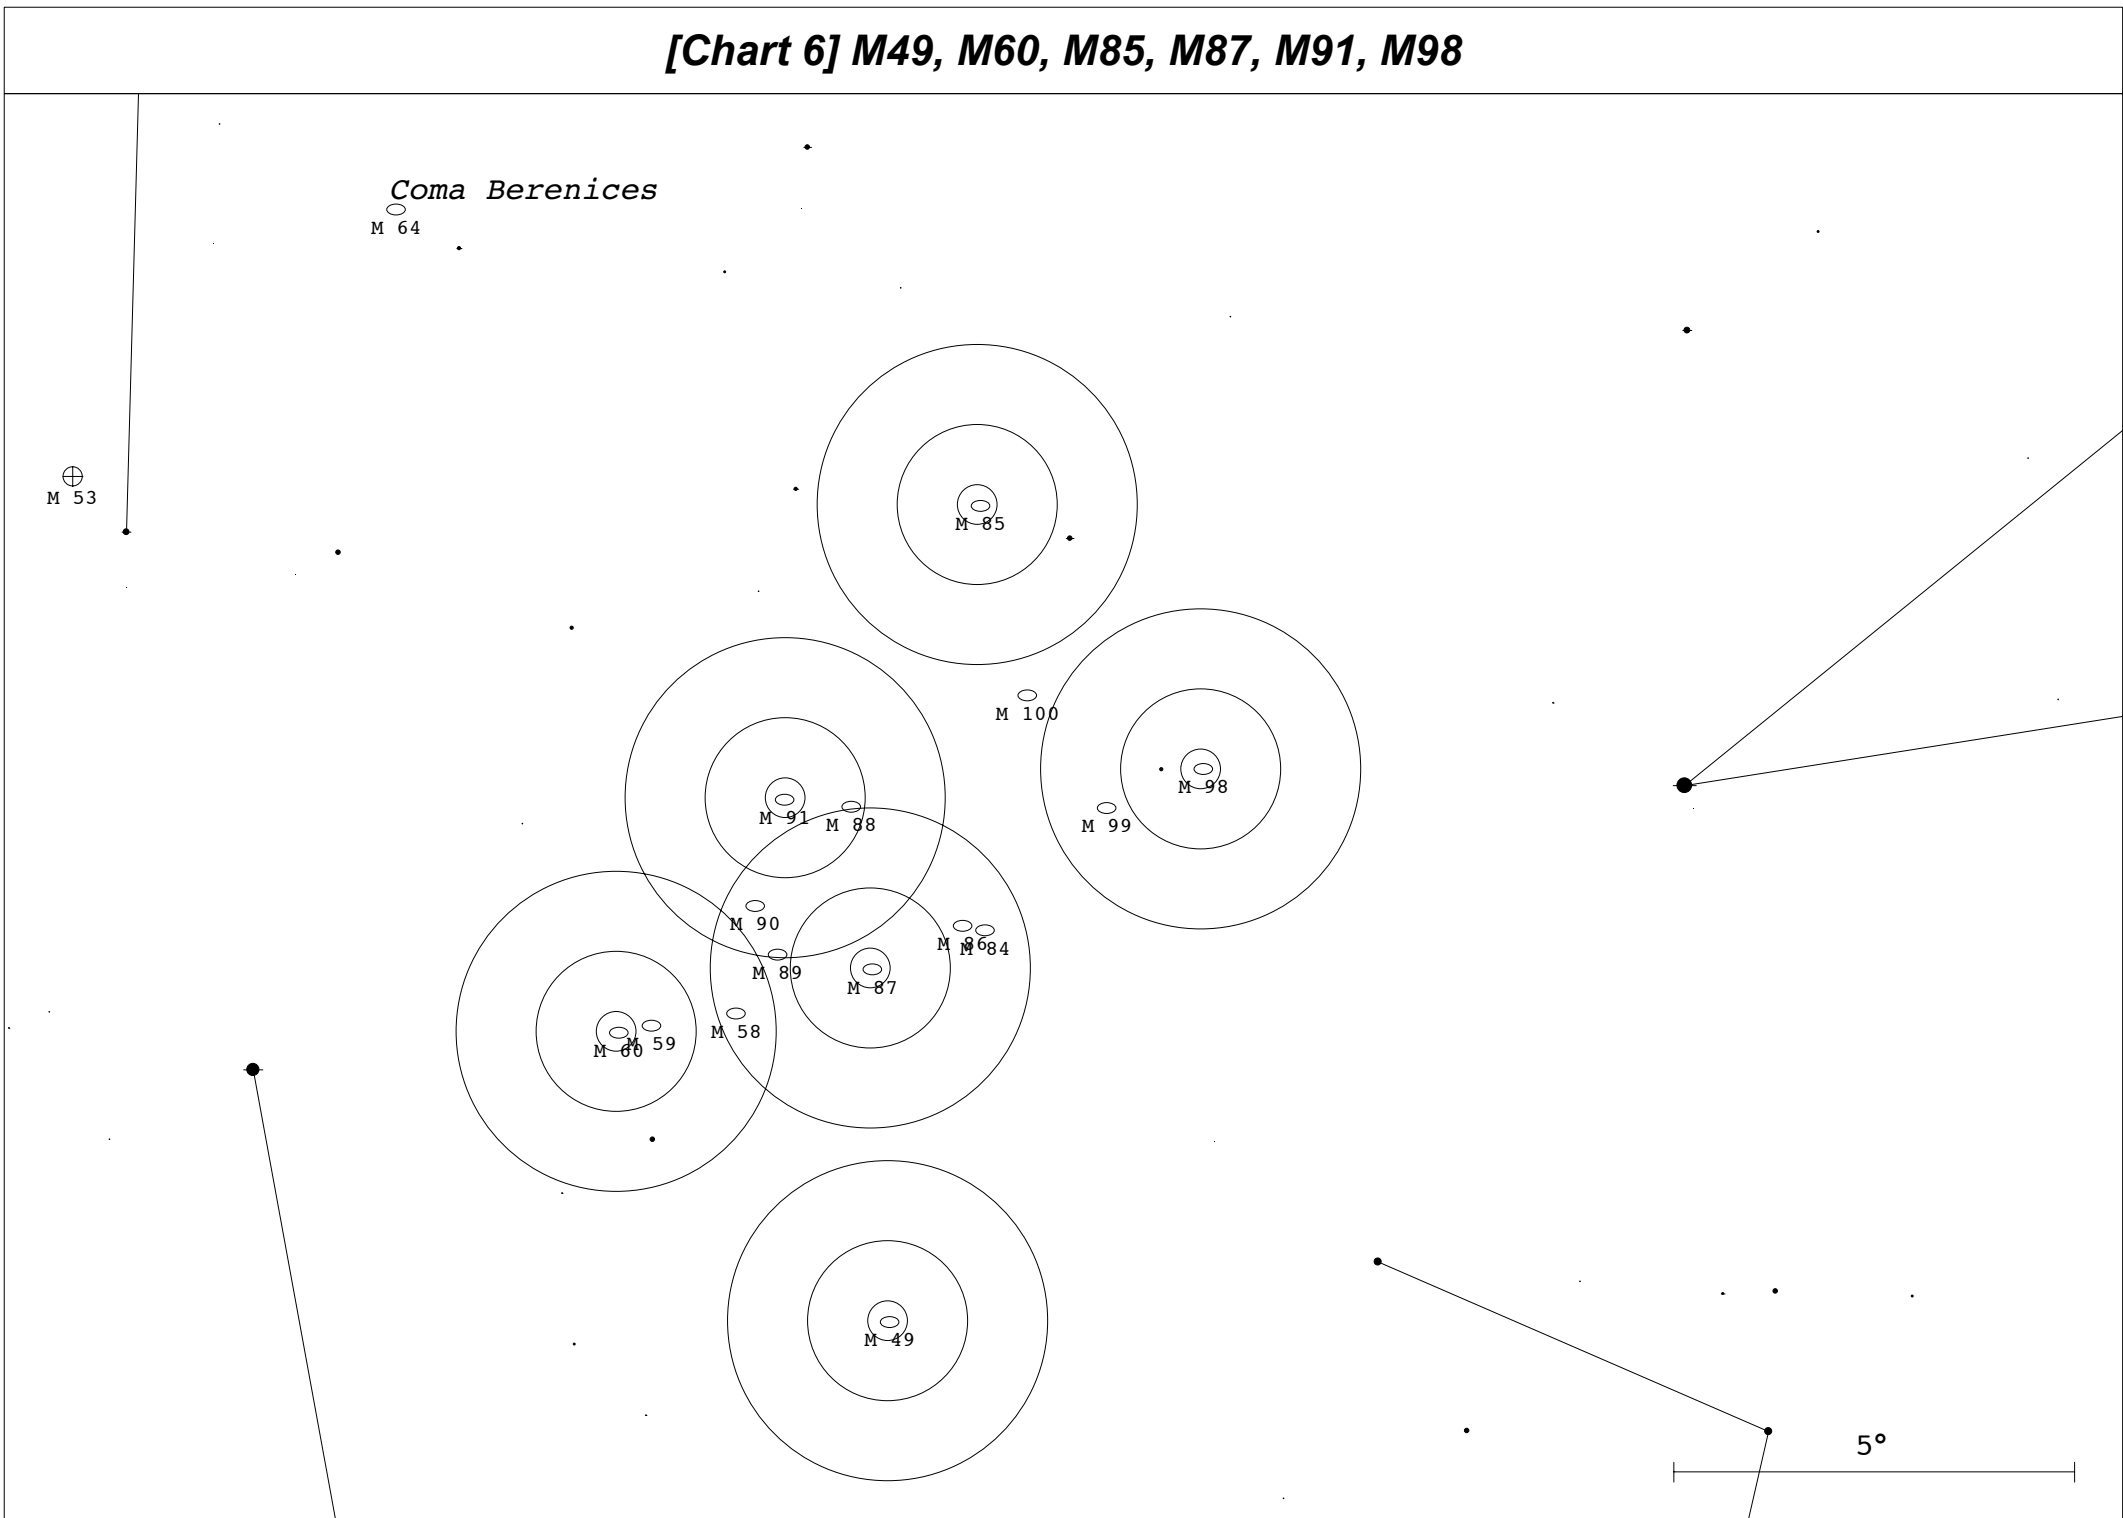 [Chart 6] M49, M60, M85, M87, M91, M98
Coma Berenices
M 64
M 53
M 85
M 100
M 98
M 91
M 88
M 99
M 90
M 86
M 84
M 89
M 87
M 58
M 59
M 60
M 49
5°